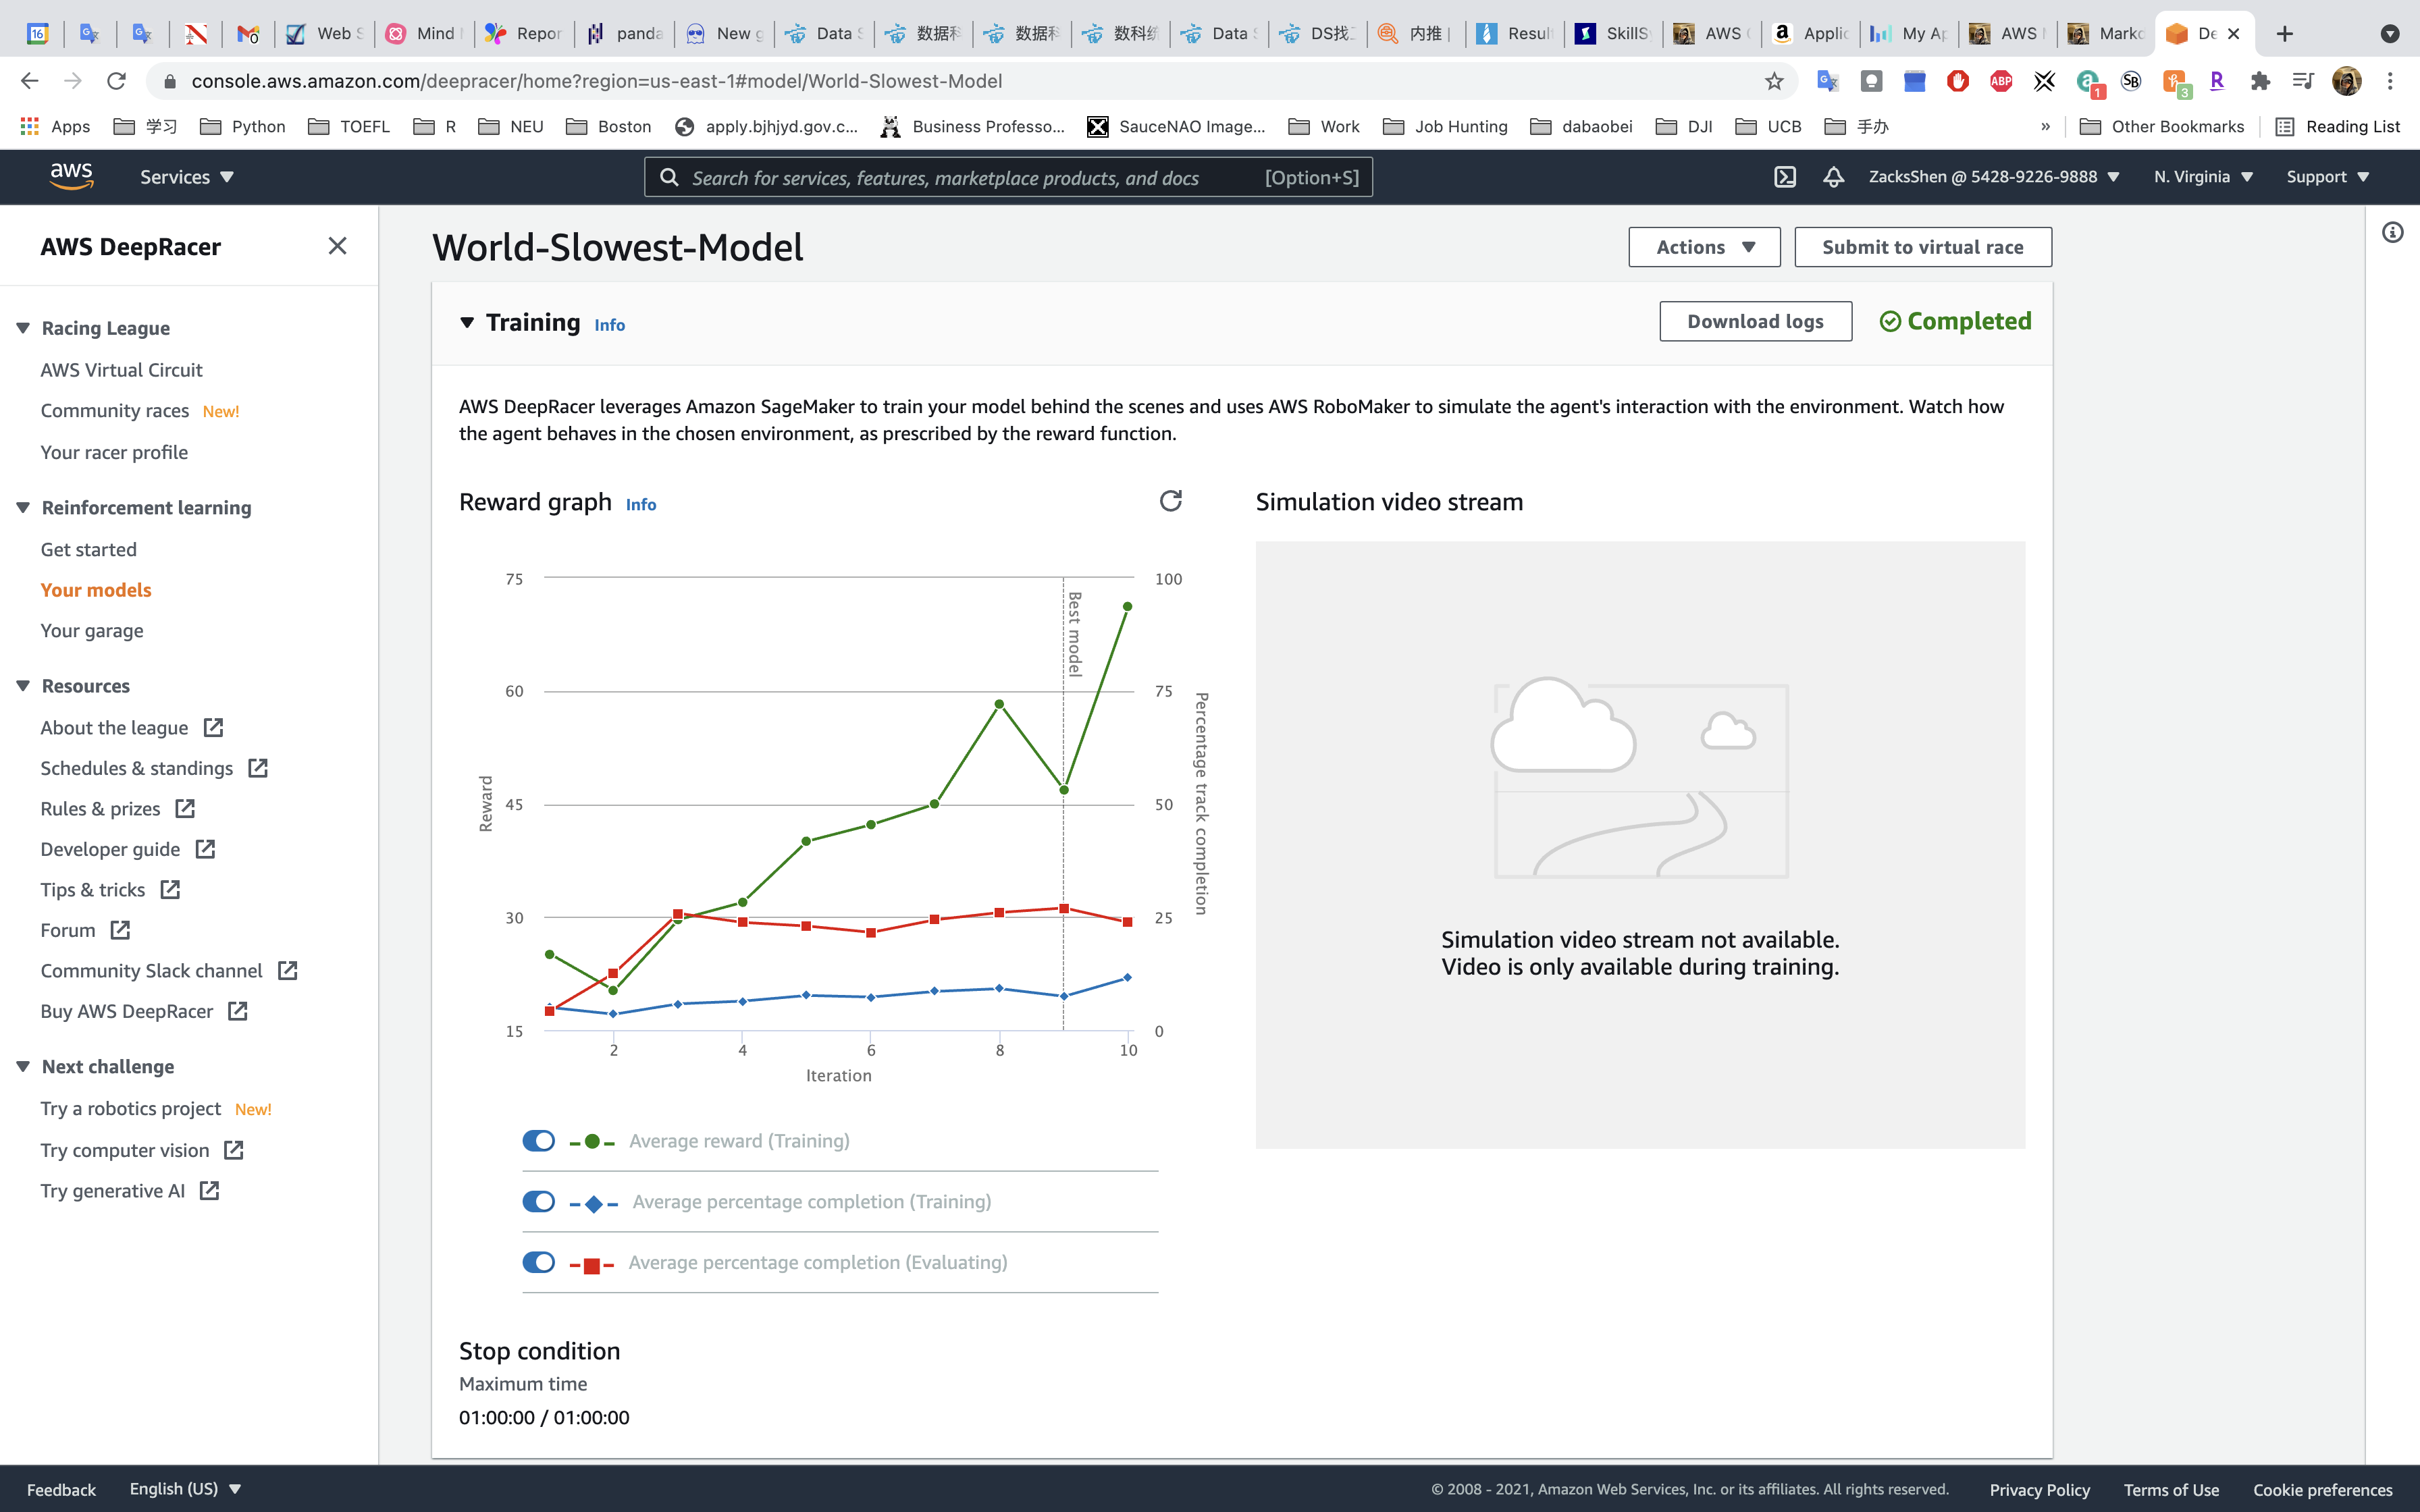 16
Web S
Mind
Repor
panda
New g
Data S
数据科
数据科
数科纷
Data S
DS找
内推 |
Result
SkillS
AWS
a
Applic
My Ap
AWS
Marko
De
console.aws.amazon.com/deepracer/home?region=us-east-1#model/World-Slowest-Model
ABP
1
SB
3
R
Apps
学习
Python
TOEFL
R
NEU
Boston
apply.bjhjyd.gov.c...
Business Professo...
SauceNAO Image...
Work
Job Hunting
dabaobei
DJI
UCB
手办
»
Other Bookmarks
Reading List
aws
Services
Search for services, features, marketplace products, and docs
[Option+S]
ZacksShen @ 5428-9226-9888
N. Virginia
Support
AWS DeepRacer
Racing League
AWS Virtual Circuit
Community races New!
Your racer profile
Reinforcement learning
Get started
Your models
Your garage
Resources
About the league
Schedules & standings
Rules & prizes
Developer guide
Tips & tricks
Forum
Community Slack channel
Buy AWS DeepRacer
Next challenge
Try a robotics project New!
Try computer vision
Try generative AI
World-Slowest-Model
Actions
Submit to virtual race
Training Info
Download logs
Completed
AWS DeepRacer leverages Amazon SageMaker to train your model behind the scenes and uses AWS RoboMaker to simulate the agent's interaction with the environment. Watch how
the agent behaves in the chosen environment, as prescribed by the reward function.
Reward graph Info
75
60
45
30
15
Reward
100
75
50
25
0
Percentage track completion
Best model
2
4
6
8
10
Iteration
Average reward (Training)
Average percentage completion (Training)
Average percentage completion (Evaluating)
Simulation video stream
Simulation video stream not available.
Video is only available during training.
Stop condition
Maximum time
01:00:00 / 01:00:00
Feedback
English (US)
© 2008 - 2021, Amazon Web Services, Inc. or its affiliates. All rights reserved.
Privacy Policy
Terms of Use
Cookie preferences